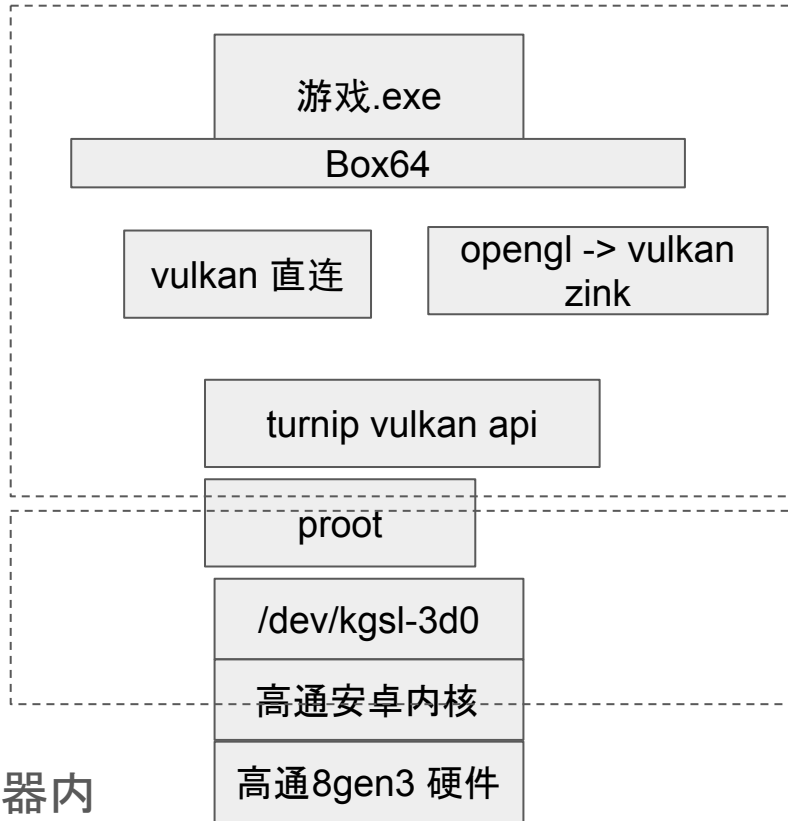 游戏.exe
Box64
vulkan 直连
opengl -> vulkan
zink
turnip vulkan api
proot
/dev/kgsl-3d0
高通安卓内核
高通8gen3 硬件
器内